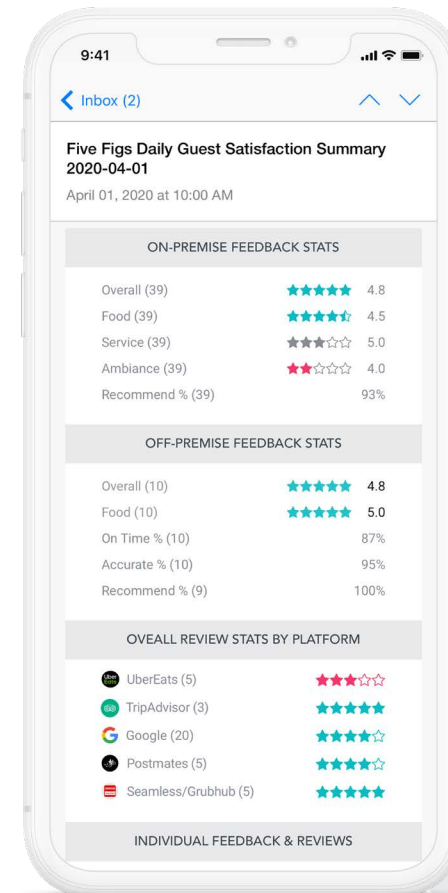 9:41
Inbox (2)
Five Figs Daily Guest Satisfaction Summary
2020-04-01
April 01, 2020 at 10:00 AM
ON-PREMISE FEEDBACK STATS
Overall (39) 4.8
Food (39) 4.5
Service (39) 5.0
Ambiance (39) 4.0
Recommend % (39) 93%
OFF-PREMISE FEEDBACK STATS
Overall (10) 4.8
Food (10) 5.0
On Time % (10) 87%
Accurate % (10) 95%
Recommend % (9) 100%
OVEALL REVIEW STATS BY PLATFORM
Uber Eats UberEats (5)
TripAdvisor (3)
G Google (20)
Postmates (5)
Seamless/Grubhub (5)
INDIVIDUAL FEEDBACK & REVIEWS